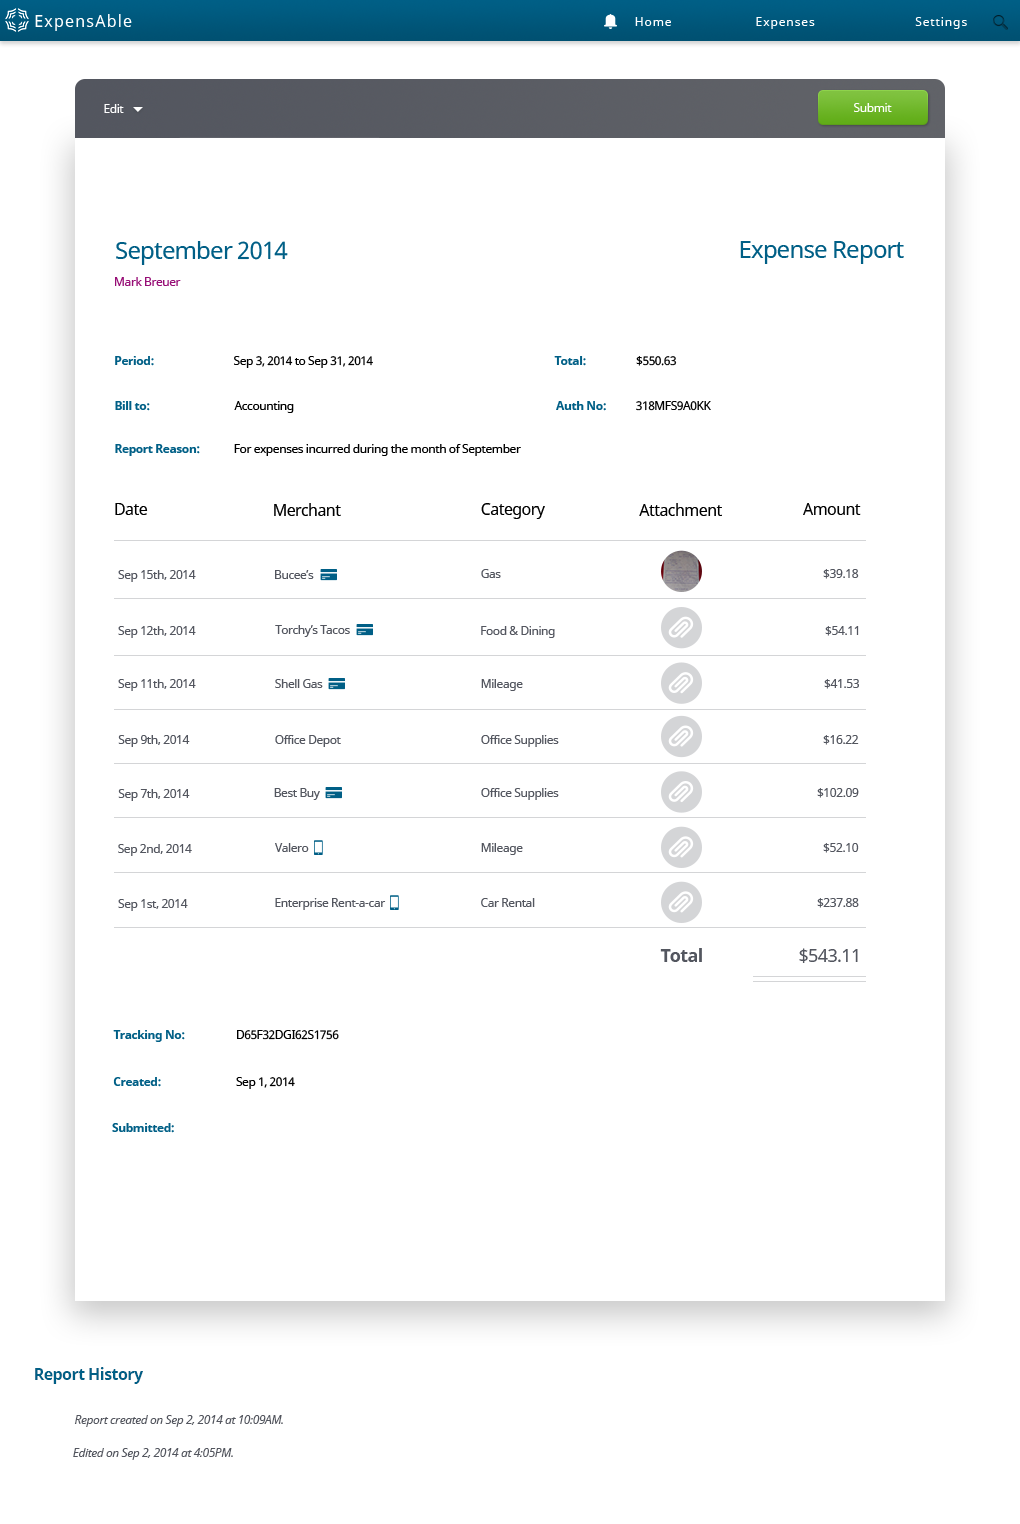 ExpensAble Home Expenses Settings
Edit Submit
September 2014 Expense Report
Mark Breuer
Period: Sep 3, 2014 to Sep 31, 2014 Total: $550.63
Bill to: Accounting Auth No: 318MFS9A0KK
Report Reason: For expenses incurred during the month of September
Date Merchant Category Attachment Amount
Sep 15th, 2014 Bucee's Gas $39.18
Sep 12th, 2014 Torchy's Tacos Food & Dining $54.11
Sep 11th, 2014 Shell Gas Mileage $41.53
Sep 9th, 2014 Office Depot Office Supplies $16.22
Sep 7th, 2014 Best Buy Office Supplies $102.09
Sep 2nd, 2014 Valero Mileage $52.10
Sep 1st, 2014 Enterprise Rent-a-car Car Rental $237.88
Total $543.11
Tracking No: D65F32DGI62S1756
Created: Sep 1, 2014
Submitted:
Report History
Report created on Sep 2, 2014 at 10:09AM.
Edited on Sep 2, 2014 at 4:05PM.